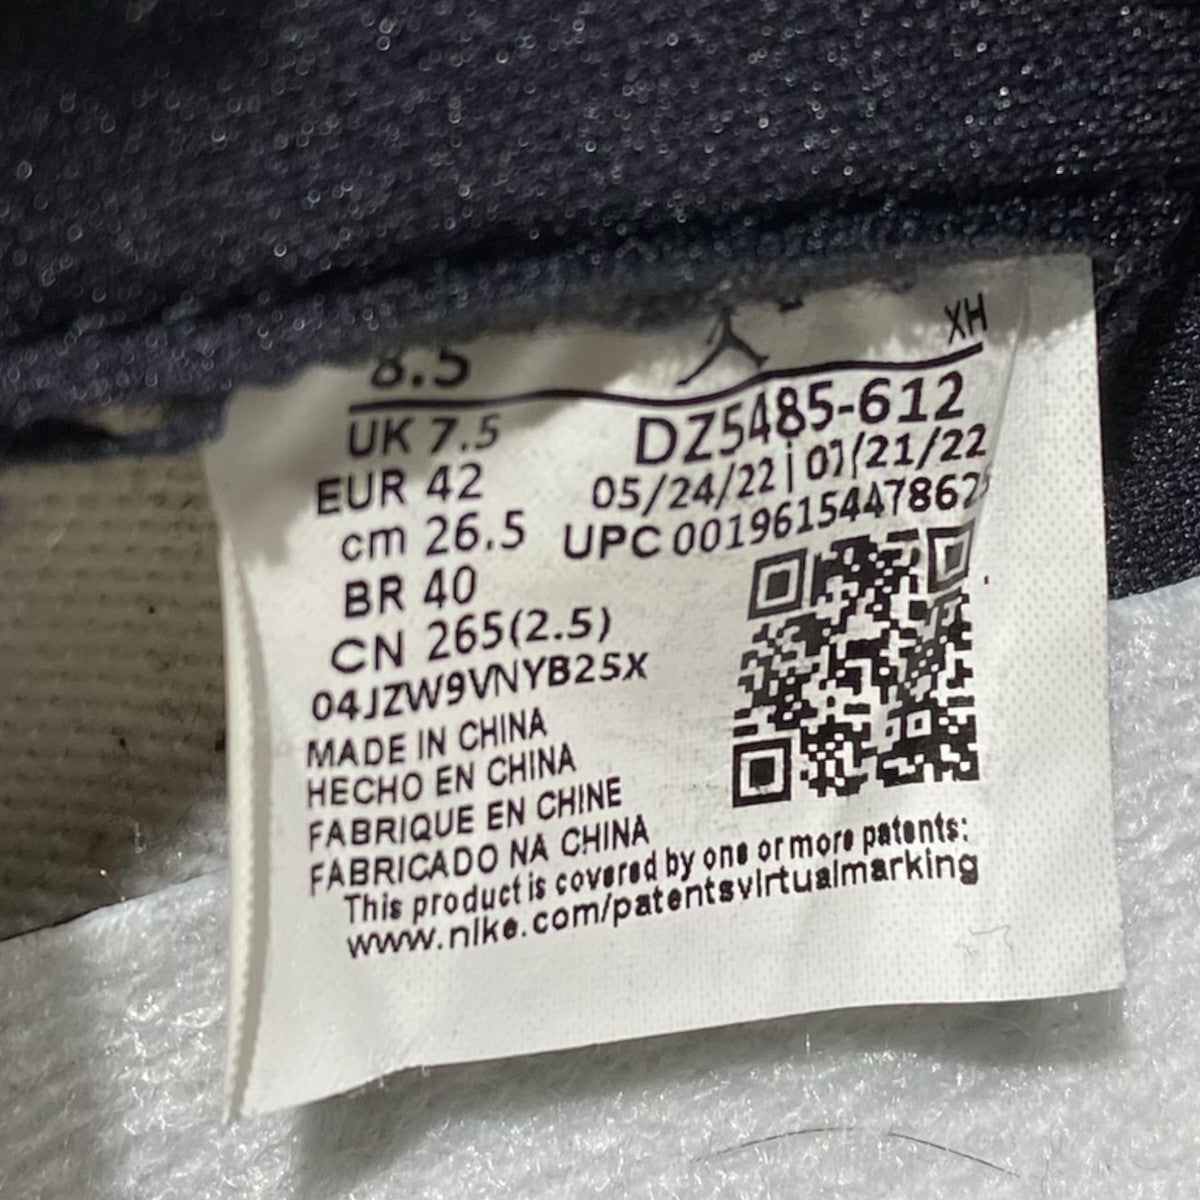 8.5
XH
UK 7.5
DZ5485-612
EUR 42
05/24/22 | 07/21/22
cm 26.5
BR 40
CN 265(2.5)
04JZW9VNYB25X
MADE IN CHINA
HECHO EN CHINA
FABRIQUE EN CHINE
FABRICADO NA CHINA
This product is covered by one or more patents:
www.nike.com/patentsvirtualmarking
UPC